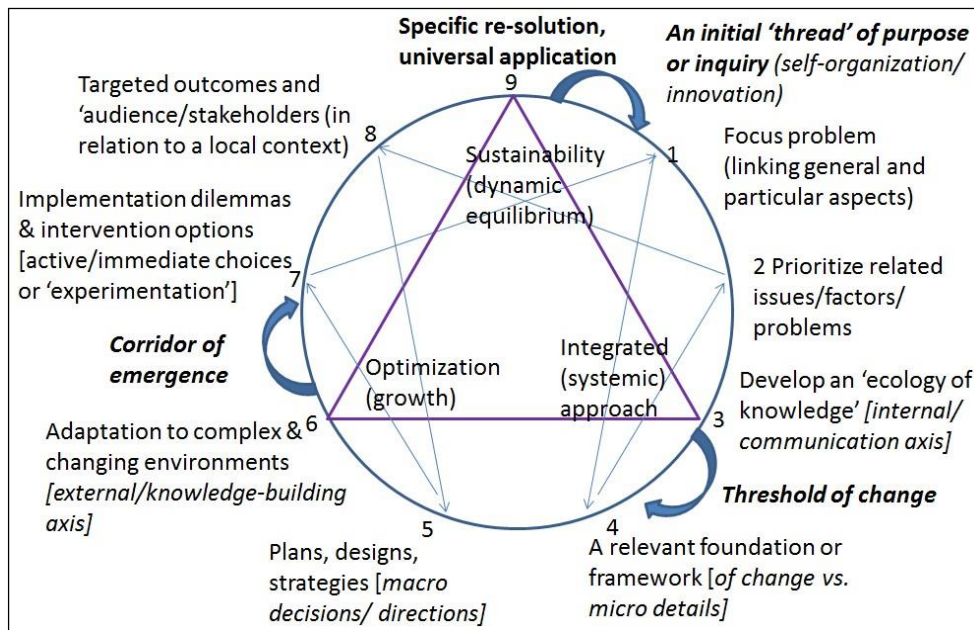 Specific re-solution,
universal application
9
An initial ‘thread’ of purpose
or inquiry (self-organization/
innovation)
Targeted outcomes and
‘audience/stakeholders (in
relation to a local context)
8
1
Focus problem
(linking general and
particular aspects)
Sustainability
(dynamic
equilibrium)
Implementation dilemmas
& intervention options
[active/immediate choices
or ‘experimentation’]
7
2 Prioritize related
issues/factors/
problems
Corridor of
emergence
Optimization
(growth)
Integrated
(systemic)
approach
Develop an ‘ecology of
knowledge’ [internal/
communication axis]
3
6
Adaptation to complex &
changing environments
[external/knowledge-building
axis]
Threshold of change
5
Plans, designs,
strategies [macro
decisions/ directions]
4
A relevant foundation or
framework [of change vs.
micro details]